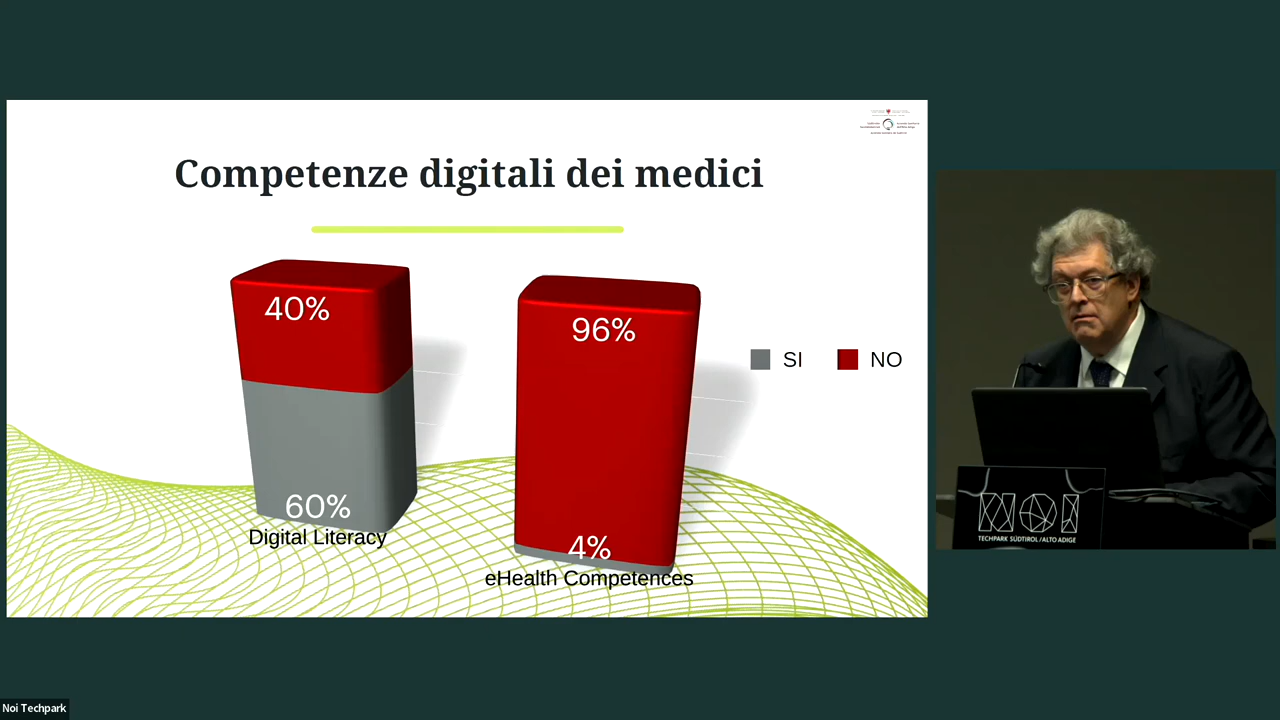 Competenze digitali dei medici
40%
96%
SI
NO
60%
Digital Literacy
4%
eHealth Competences
NOI
TECHPARK SÜDTIROL / ALTO ADIGE
Noi Techpark